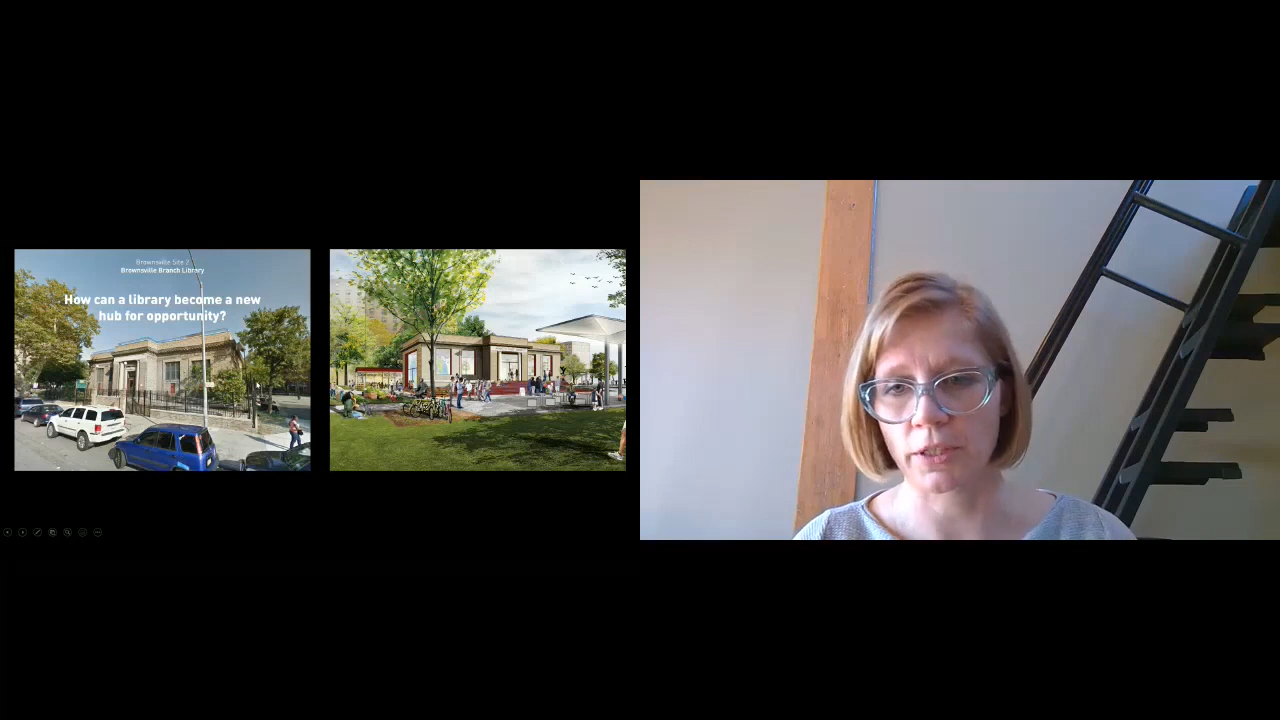 Brownsville Site 2
Brownsville Branch Library
How can a library become a new
hub for opportunity?